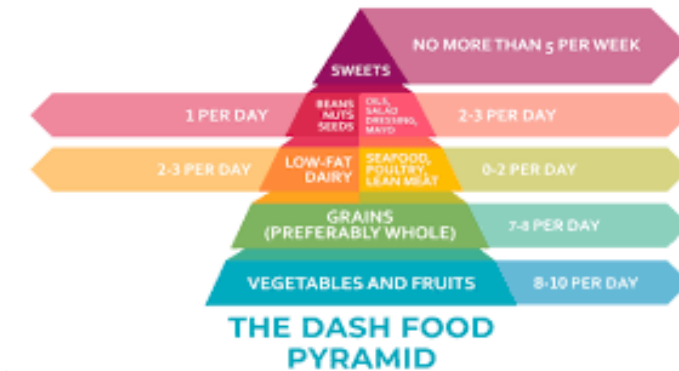 NO MORE THAN 5 PER WEEK
SWEETS
1 PER DAY
BEANS
NUTS
SEEDS
OILS,
SALAD
DRESSING,
MAYO
2-3 PER DAY
2-3 PER DAY
LOW-FAT
DAIRY
SEAFOOD,
POULTRY,
LEAN MEAT
0-2 PER DAY
GRAINS
(PREFERABLY WHOLE)
7-8 PER DAY
VEGETABLES AND FRUITS
8-10 PER DAY
THE DASH FOOD
PYRAMID